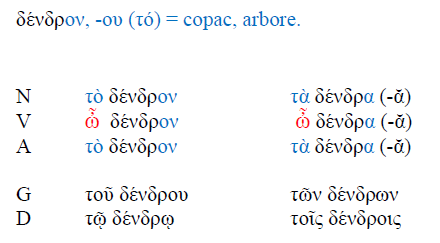 δένδρον, -ου (τό) = copac, arbore.
N τὸ δένδρον τὰ δένδρα (-ᾰ)
V ὦ δένδρον ὦ δένδρα (-ᾰ)
A τὸ δένδρον τὰ δένδρα (-ᾰ)
G τοῦ δένδρου τῶν δένδρων
D τῷ δένδρῳ τοῖς δένδροις